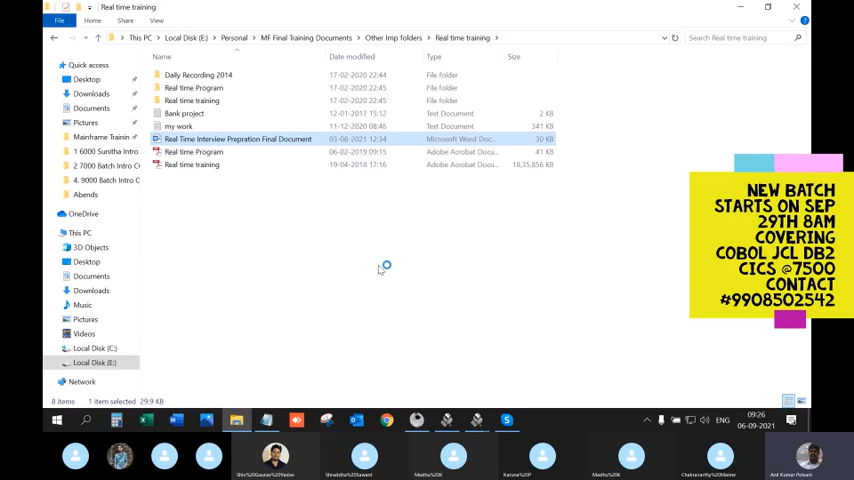 Real time training
File Home Share View
This PC > Local Disk (E:) > Personal > MF Final Training Documents > Other Imp folders > Real time training >
Search Real time training
Name Date modified Type Size
Quick access
Desktop
Downloads
Documents
Pictures
Mainframe Trainin
1 6000 Sunitha Intro
2 7000 Batch Intro C
4. 9000 Batch Intro C
Abends
OneDrive
This PC
3D Objects
Desktop
Documents
Downloads
Music
Pictures
Videos
Local Disk (C:)
Local Disk (E:)
Network
Daily Recording 2014 17-02-2020 22:44 File folder
Real time Program 17-02-2020 22:45 File folder
Real time training 17-02-2020 22:45 File folder
Bank project 12-01-2017 15:12 Text Document 2 KB
my work 11-12-2020 08:46 Text Document 341 KB
Real Time Interview Prepration Final Document 03-08-2021 12:34 Microsoft Word Doc... 30 KB
Real time Program 06-02-2019 09:15 Adobe Acrobat Docu... 41 KB
Real time training 19-04-2018 17:16 Adobe Acrobat Docu... 18,35,856 KB
NEW BATCH
STARTS ON SEP
29TH 8AM
COVERING
COBOL JCL DB2
CICS @7500
CONTACT
#9908502542
8 items 1 item selected 29.9 KB
ENG
09:26
06-09-2021
Shiv%20Gaurav%20Yadav
Shraddha%20Sawant
Madhu%20K
Karuna%20P
Madhu%20K
Chakravarthy%20Manne
Anil Kumar Polsani